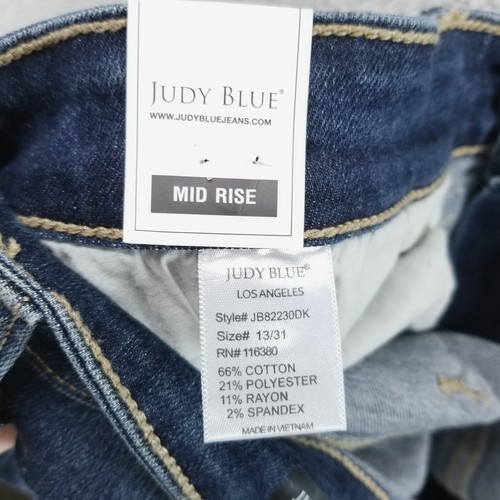 JUDY BLUE®
WWW.JUDYBLUEJEANS.COM
MID RISE
JUDY BLUE®
LOS ANGELES
Style# JB82230DK
Size# 13/31
RN# 116380
66% COTTON
21% POLYESTER
11% RAYON
2% SPANDEX
MADE IN VIETNAM